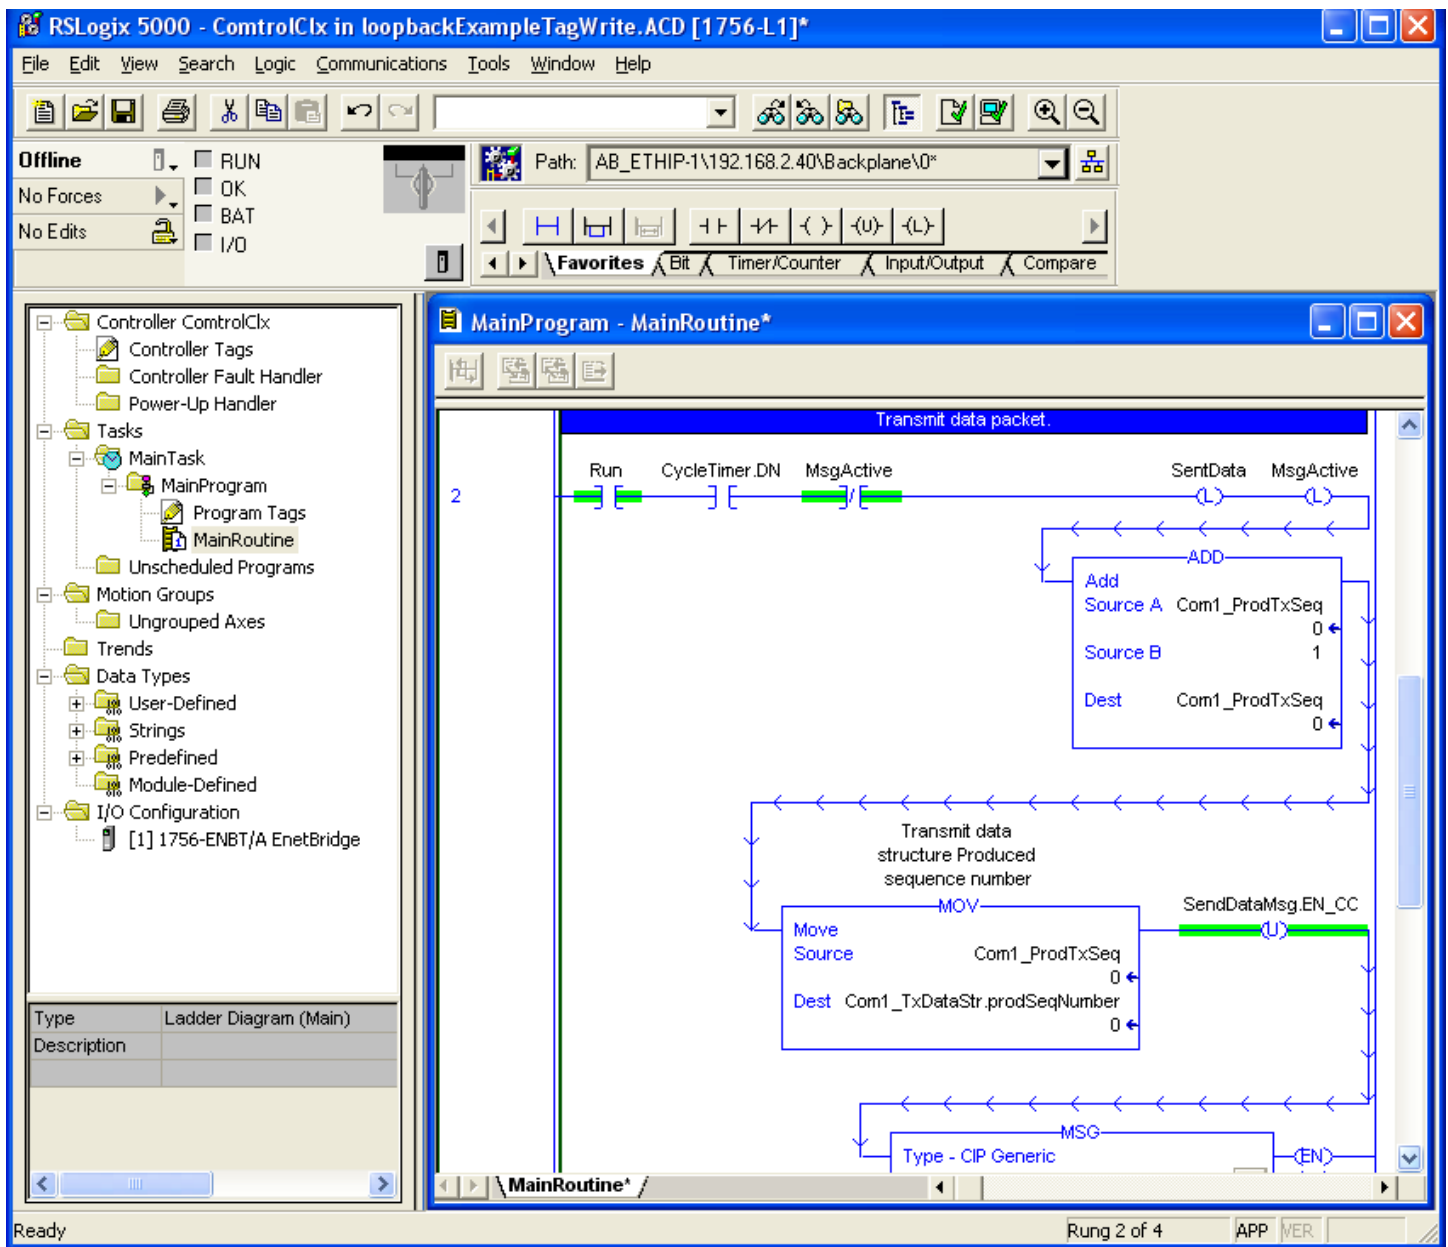 RSLogix 5000 - ComtrolClx in loopbackExampleTagWrite.ACD [1756-L1]*
File Edit View Search Logic Communications Tools Window Help
Offline
RUN
No Forces
OK
BAT
No Edits
I/O
Path: AB_ETHIP-1\192.168.2.40\Backplane\0*
Favorites Bit Timer/Counter Input/Output Compare
Controller ComtrolClx
Controller Tags
Controller Fault Handler
Power-Up Handler
Tasks
MainTask
MainProgram
Program Tags
MainRoutine
Unscheduled Programs
Motion Groups
Ungrouped Axes
Trends
Data Types
User-Defined
Strings
Predefined
Module-Defined
I/O Configuration
[1] 1756-ENBT/A EnetBridge
Type Ladder Diagram (Main)
Description
MainProgram - MainRoutine*
Transmit data packet.
Run CycleTimer.DN MsgActive SentData MsgActive
2
(L) (L)
ADD
Add
Source A Com1_ProdTxSeq
0
Source B 1
Dest Com1_ProdTxSeq
0
Transmit data
structure Produced
sequence number
MOV
Move
Source Com1_ProdTxSeq
0
Dest Com1_TxDataStr.prodSeqNumber
0
SendDataMsg.EN_CC
(U)
MSG
Type - CIP Generic
(EN)
MainRoutine*
Ready
Rung 2 of 4 APP VER